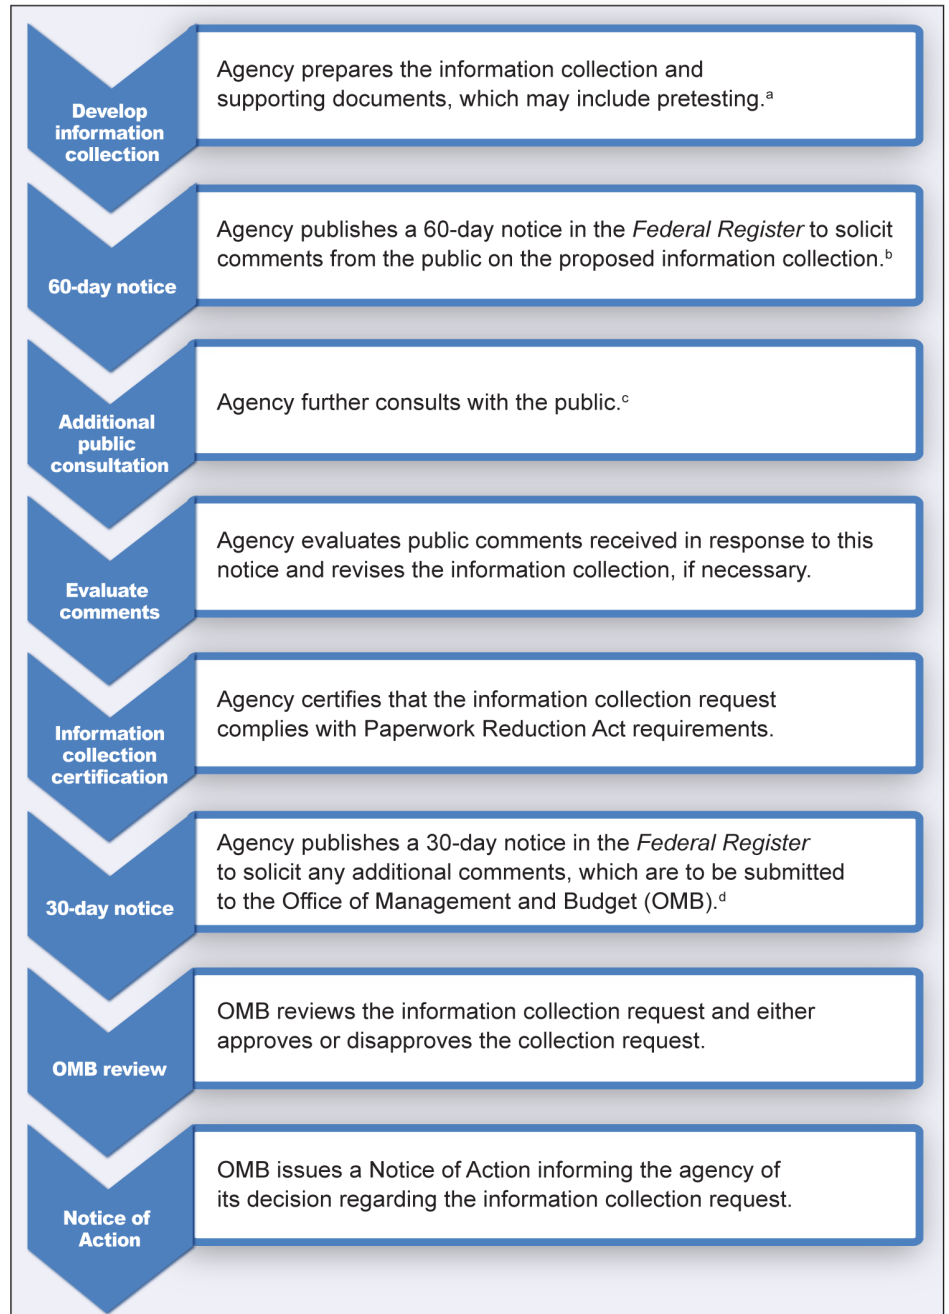 Develop
information
collection
Agency prepares the information collection and
supporting documents, which may include pretesting.ᵃ
60-day notice
Agency publishes a 60-day notice in the Federal Register to solicit
comments from the public on the proposed information collection.ᵇ
Additional
public
consultation
Agency further consults with the public.ᶜ
Evaluate
comments
Agency evaluates public comments received in response to this
notice and revises the information collection, if necessary.
Information
collection
certification
Agency certifies that the information collection request
complies with Paperwork Reduction Act requirements.
30-day notice
Agency publishes a 30-day notice in the Federal Register
to solicit any additional comments, which are to be submitted
to the Office of Management and Budget (OMB).ᵈ
OMB review
OMB reviews the information collection request and either
approves or disapproves the collection request.
Notice of
Action
OMB issues a Notice of Action informing the agency of
its decision regarding the information collection request.